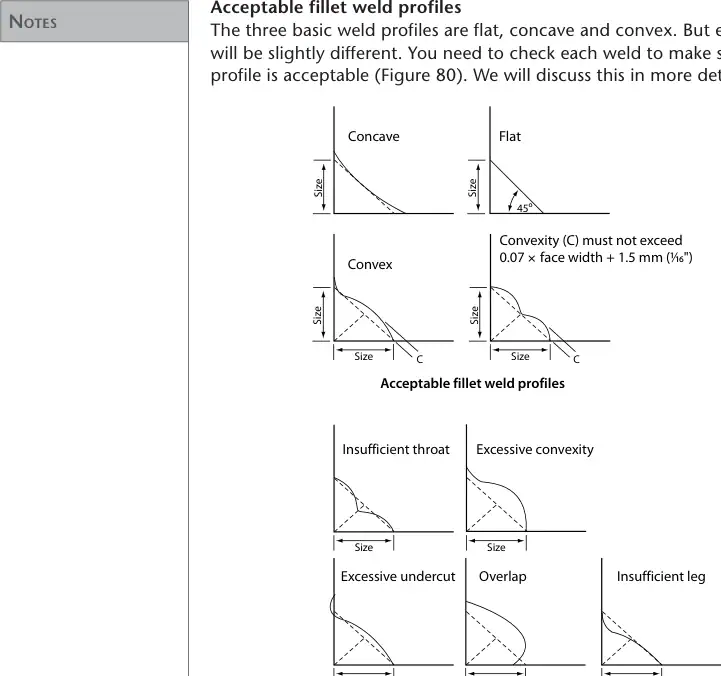 NOTES
Acceptable fillet weld profiles
The three basic weld profiles are flat, concave and convex. But e
will be slightly different. You need to check each weld to make s
profile is acceptable (Figure 80). We will discuss this in more det
Concave
Flat
Size
Size
45°
Convex
Convexity (C) must not exceed
0.07 × face width + 1.5 mm (1⁄16")
Size
Size
Size
C
Size
C
Acceptable fillet weld profiles
Insufficient throat
Excessive convexity
Size
Size
Excessive undercut
Overlap
Insufficient leg